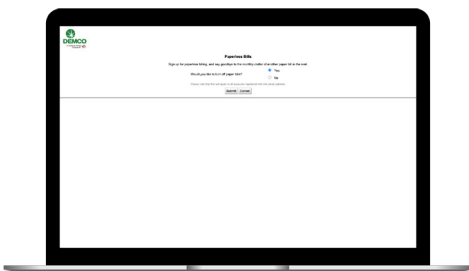 DEMCO
Paperless Bills
Sign up for paperless billing, and say goodbye to the monthly clutter of another paper bill in the mail.
Would you like to turn off paper bills?
Yes
No
Submit Cancel